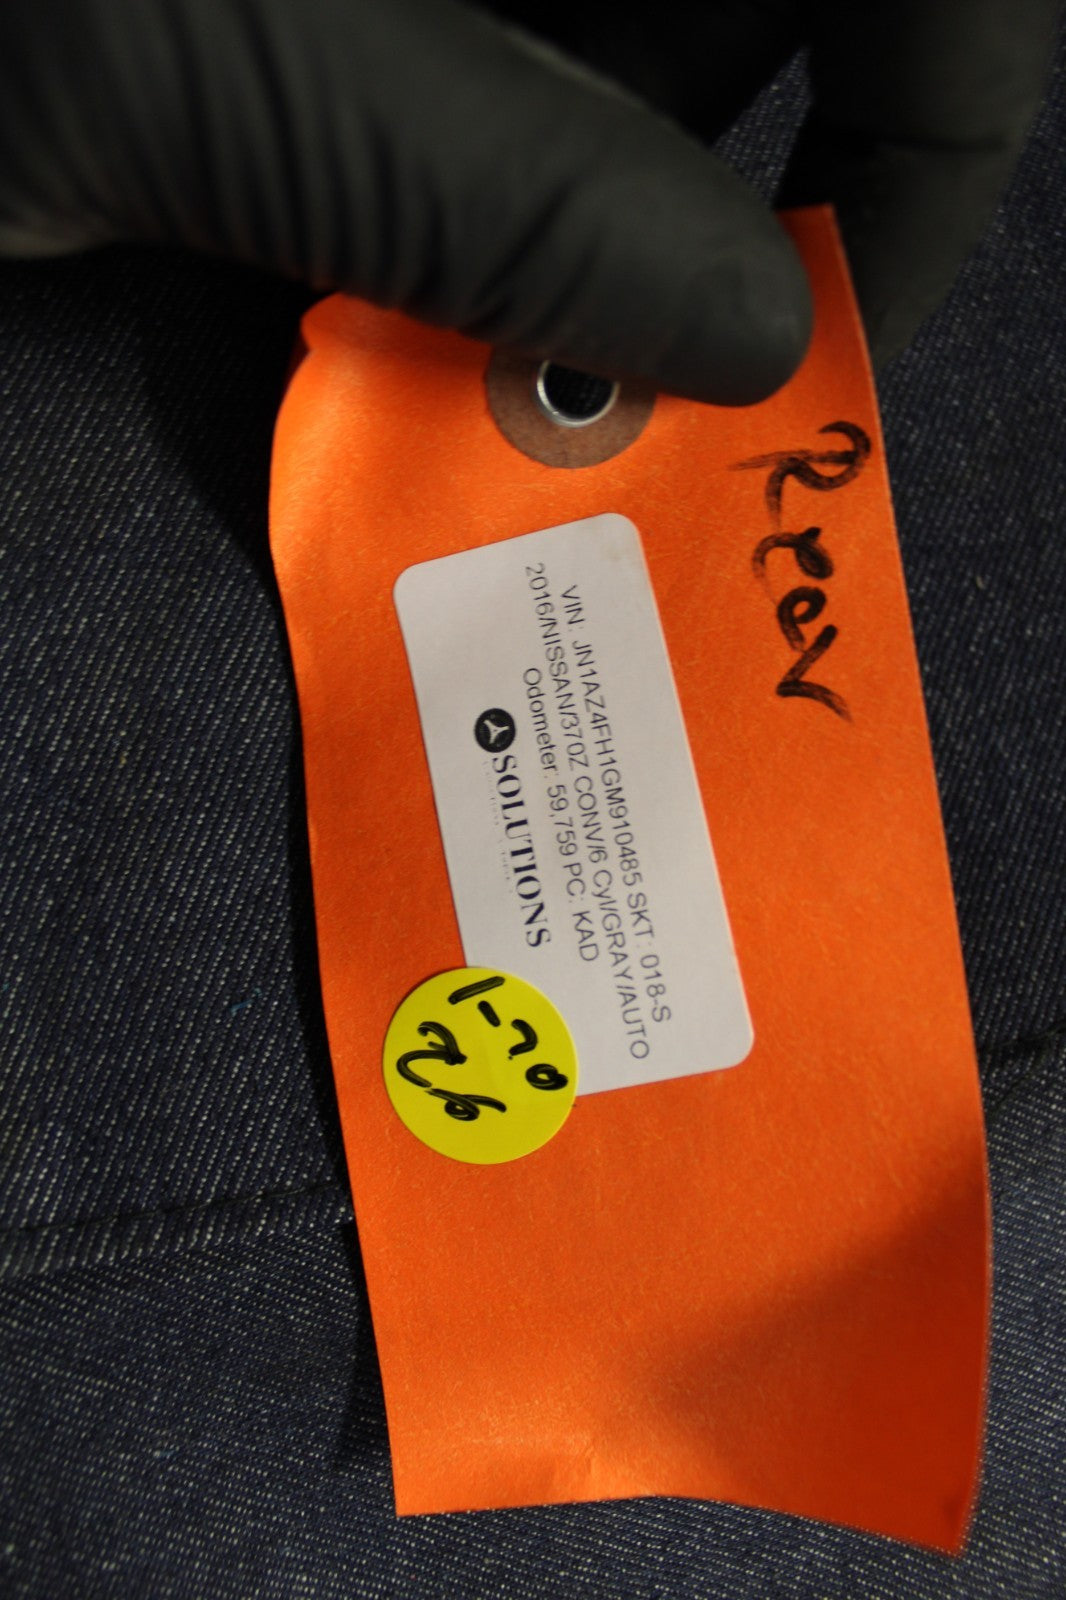 Rear
VIN: JN1AZ4FH1GM910485 SKT: 018-S
2016/NISSAN/370Z CONV/6 Cyl/GRAY/AUTO
Odometer: 59,759 PC: KAD
SOLUTIONS
1-20
26